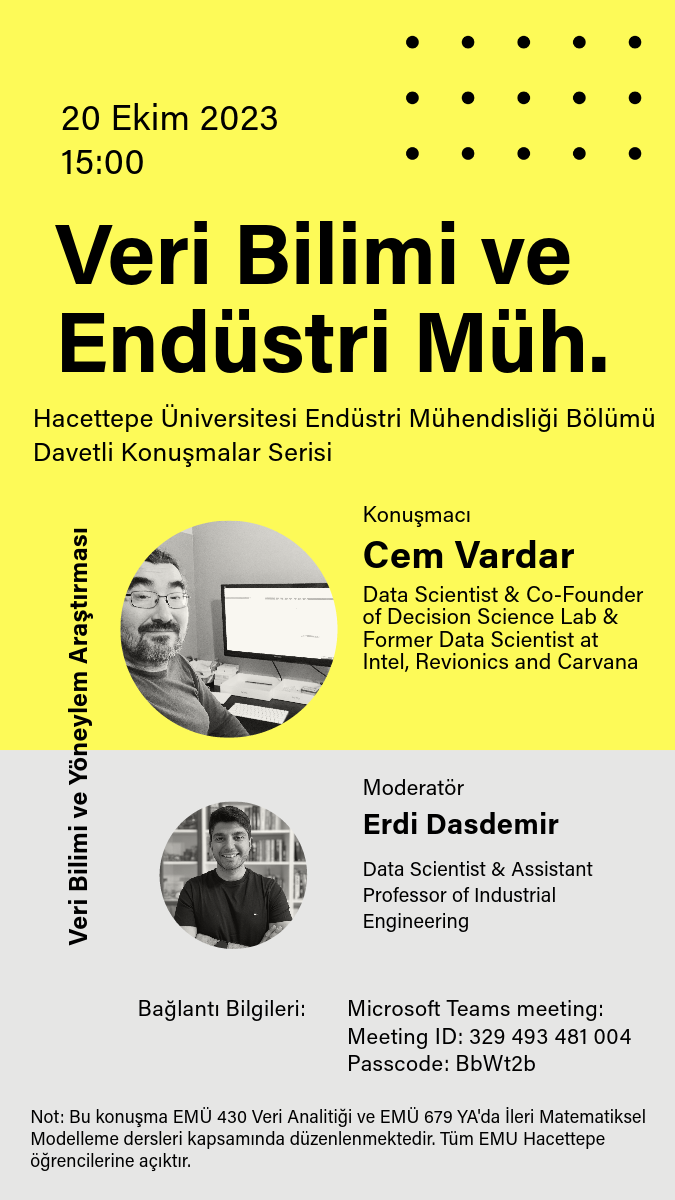 20 Ekim 2023
15:00
Veri Bilimi ve
Endüstri Müh.
Hacettepe Üniversitesi Endüstri Mühendisliği Bölümü
Davetli Konuşmalar Serisi
Veri Bilimi ve Yöneylem Araştırması
Konuşmacı
Cem Vardar
Data Scientist & Co-Founder
of Decision Science Lab &
Former Data Scientist at
Intel, Revionics and Carvana
Moderatör
Erdi Dasdemir
Data Scientist & Assistant
Professor of Industrial
Engineering
Bağlantı Bilgileri:
Microsoft Teams meeting:
Meeting ID: 329 493 481 004
Passcode: BbWt2b
Not: Bu konuşma EMÜ 430 Veri Analitiği ve EMÜ 679 YA'da İleri Matematiksel
Modelleme dersleri kapsamında düzenlenmektedir. Tüm EMU Hacettepe
öğrencilerine açıktır.